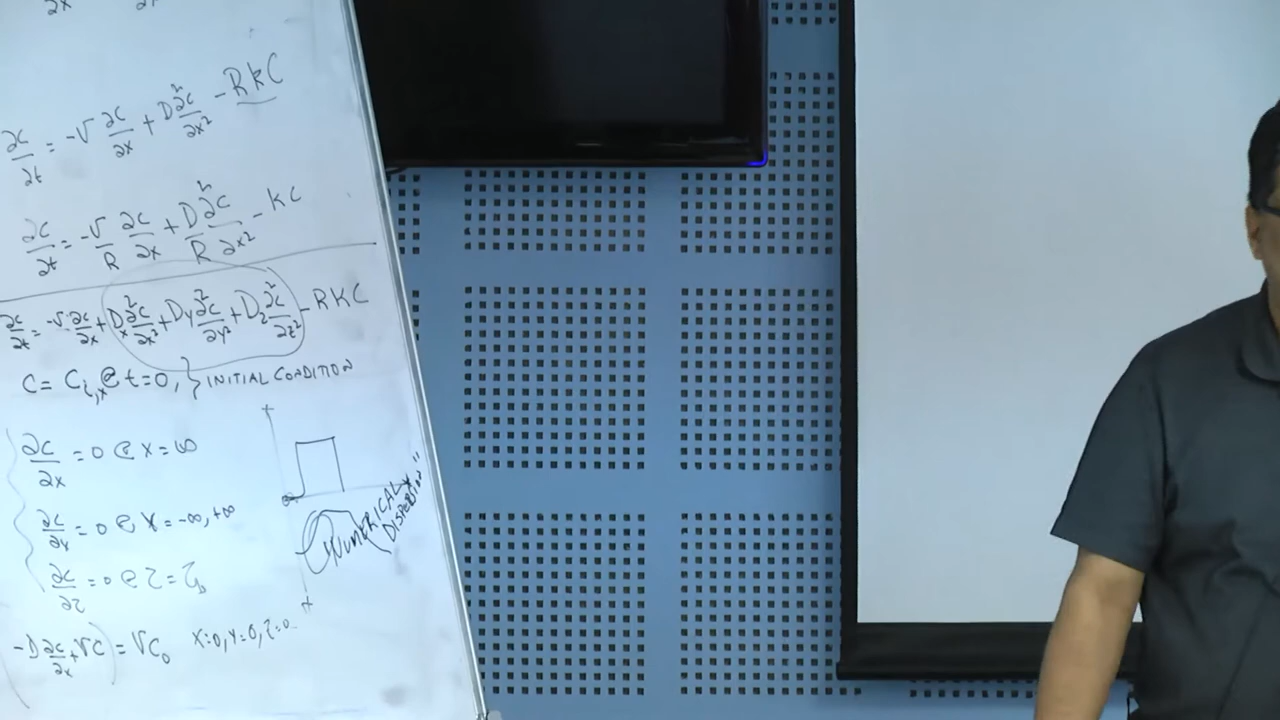 ∂x ∂t
∂C/∂t = -V ∂C/∂x + D ∂²C/∂x² - RKC
∂C/∂t = -V/R ∂C/∂x + D/R ∂²C/∂x² - KC
∂C/∂t = -V ∂C/∂x + Dx ∂²C/∂x² + Dy ∂²C/∂y² + Dz ∂²C/∂z² - RKC
C = Ci,x @ t=0, } INITIAL CONDITION
∂C/∂x = 0 @ x = ∞
∂C/∂y = 0 @ Y = -∞, +∞
"NUMERICAL DISPERSION"
∂C/∂z = 0 @ Z =
-D ∂C/∂x + VC ) = VC₀ X=0, Y=0, Z=0